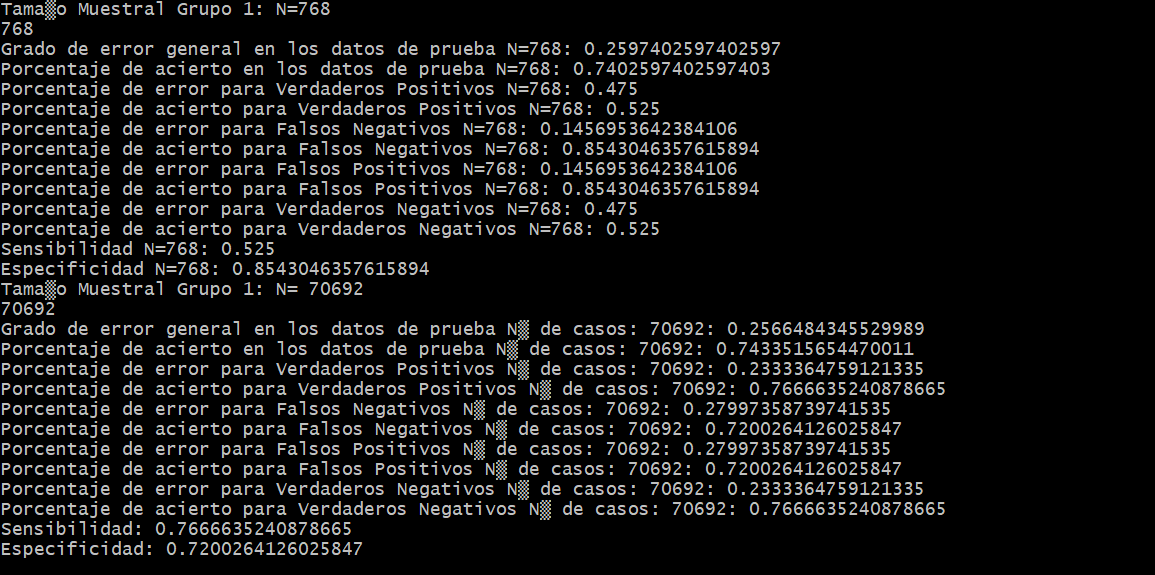 Tama▒o Muestral Grupo 1: N=768
768
Grado de error general en los datos de prueba N=768: 0.2597402597402597
Porcentaje de acierto en los datos de prueba N=768: 0.7402597402597403
Porcentaje de error para Verdaderos Positivos N=768: 0.475
Porcentaje de acierto para Verdaderos Positivos N=768: 0.525
Porcentaje de error para Falsos Negativos N=768: 0.1456953642384106
Porcentaje de acierto para Falsos Negativos N=768: 0.8543046357615894
Porcentaje de error para Falsos Positivos N=768: 0.1456953642384106
Porcentaje de acierto para Falsos Positivos N=768: 0.8543046357615894
Porcentaje de error para Verdaderos Negativos N=768: 0.475
Porcentaje de acierto para Verdaderos Negativos N=768: 0.525
Sensibilidad N=768: 0.525
Especificidad N=768: 0.8543046357615894
Tama▒o Muestral Grupo 1: N= 70692
70692
Grado de error general en los datos de prueba N▒ de casos: 70692: 0.2566484345529989
Porcentaje de acierto en los datos de prueba N▒ de casos: 70692: 0.7433515654470011
Porcentaje de error para Verdaderos Positivos N▒ de casos: 70692: 0.2333364759121335
Porcentaje de acierto para Verdaderos Positivos N▒ de casos: 70692: 0.7666635240878665
Porcentaje de error para Falsos Negativos N▒ de casos: 70692: 0.27997358739741535
Porcentaje de acierto para Falsos Negativos N▒ de casos: 70692: 0.7200264126025847
Porcentaje de error para Falsos Positivos N▒ de casos: 70692: 0.27997358739741535
Porcentaje de acierto para Falsos Positivos N▒ de casos: 70692: 0.7200264126025847
Porcentaje de error para Verdaderos Negativos N▒ de casos: 70692: 0.2333364759121335
Porcentaje de acierto para Verdaderos Negativos N▒ de casos: 70692: 0.7666635240878665
Sensibilidad: 0.7666635240878665
Especificidad: 0.7200264126025847